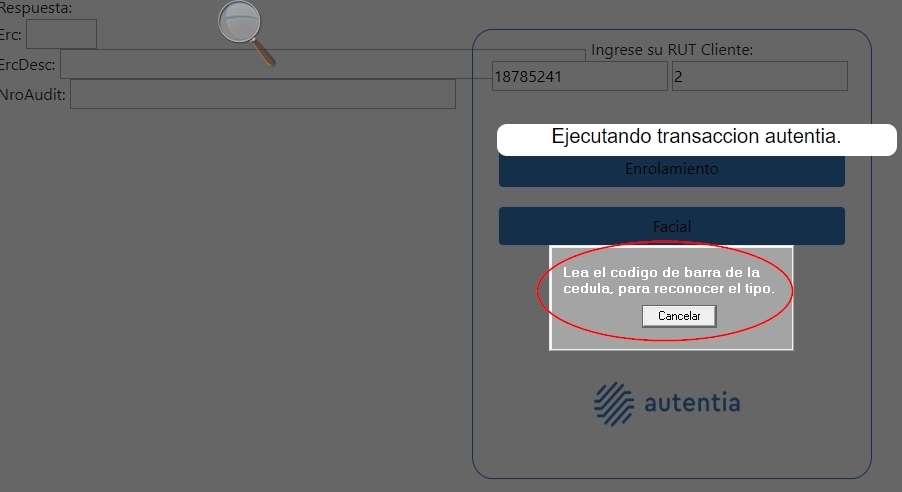 Respuesta:
Erc:
ErcDesc:
NroAudit:
Ingrese su RUT Cliente:
18785241 2
Ejecutando transaccion autentia.
Enrolamiento
Facial
Lea el codigo de barra de la
cedula, para reconocer el tipo.
Cancelar
autentia